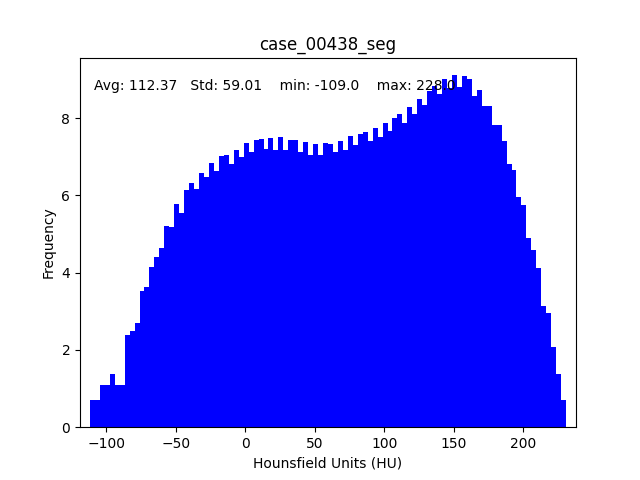 case_00438_seg
Avg: 112.37 Std: 59.01 min: -109.0 max: 228.0
8
6
4
2
0
Frequency
−100 −50 0 50 100 150 200
Hounsfield Units (HU)